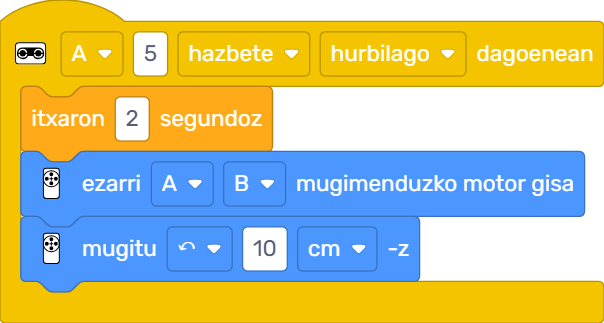 A 5 hazbete hurbilago dagoenean
itxaron 2 segundoz
ezarri A B mugimenduzko motor gisa
mugitu 10 cm -z